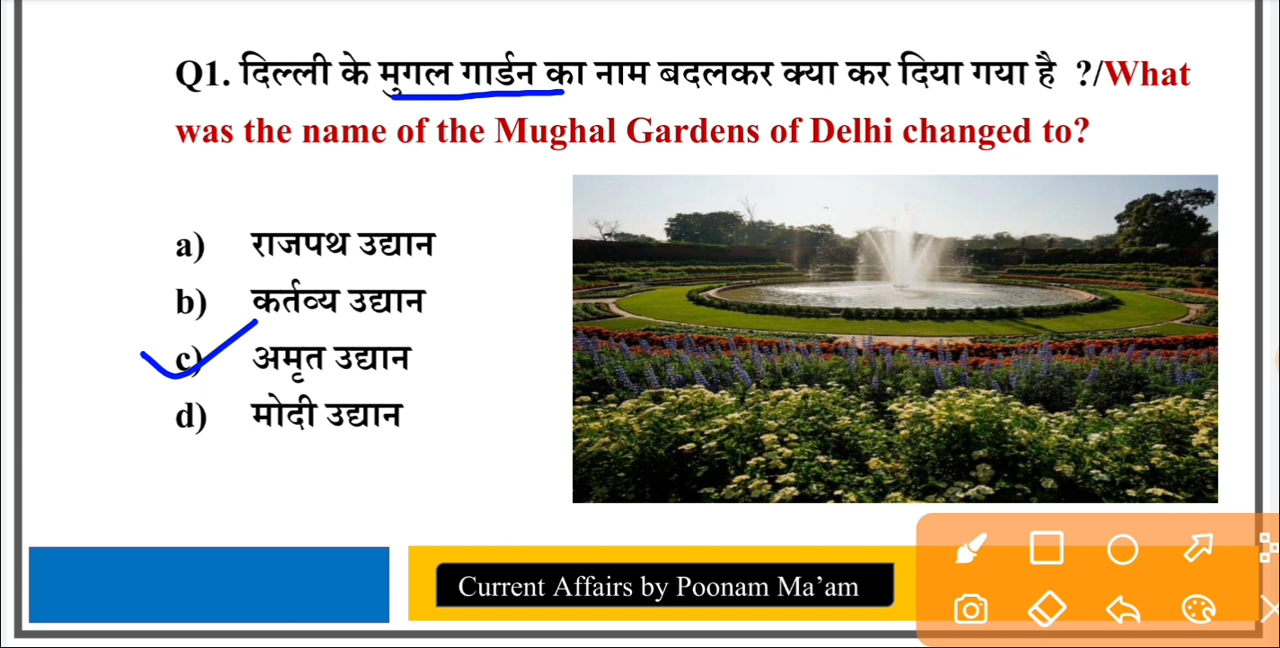 Q1. दिल्ली के मुगल गार्डन का नाम बदलकर क्या कर दिया गया है ?/What
was the name of the Mughal Gardens of Delhi changed to?
a) राजपथ उद्यान
b) कर्तव्य उद्यान
c) अमृत उद्यान
d) मोदी उद्यान
Current Affairs by Poonam Ma’am